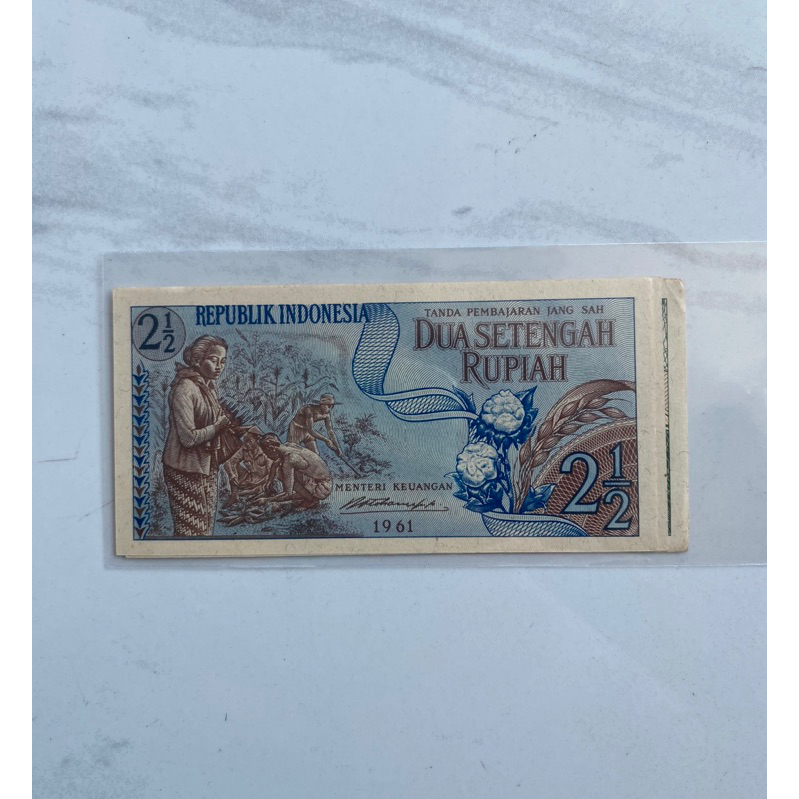 2½
REPUBLIK INDONESIA
TANDA PEMBAJARAN JANG SAH
DUA SETENGAH
RUPIAH
MENTERI KEUANGAN
1961
2½